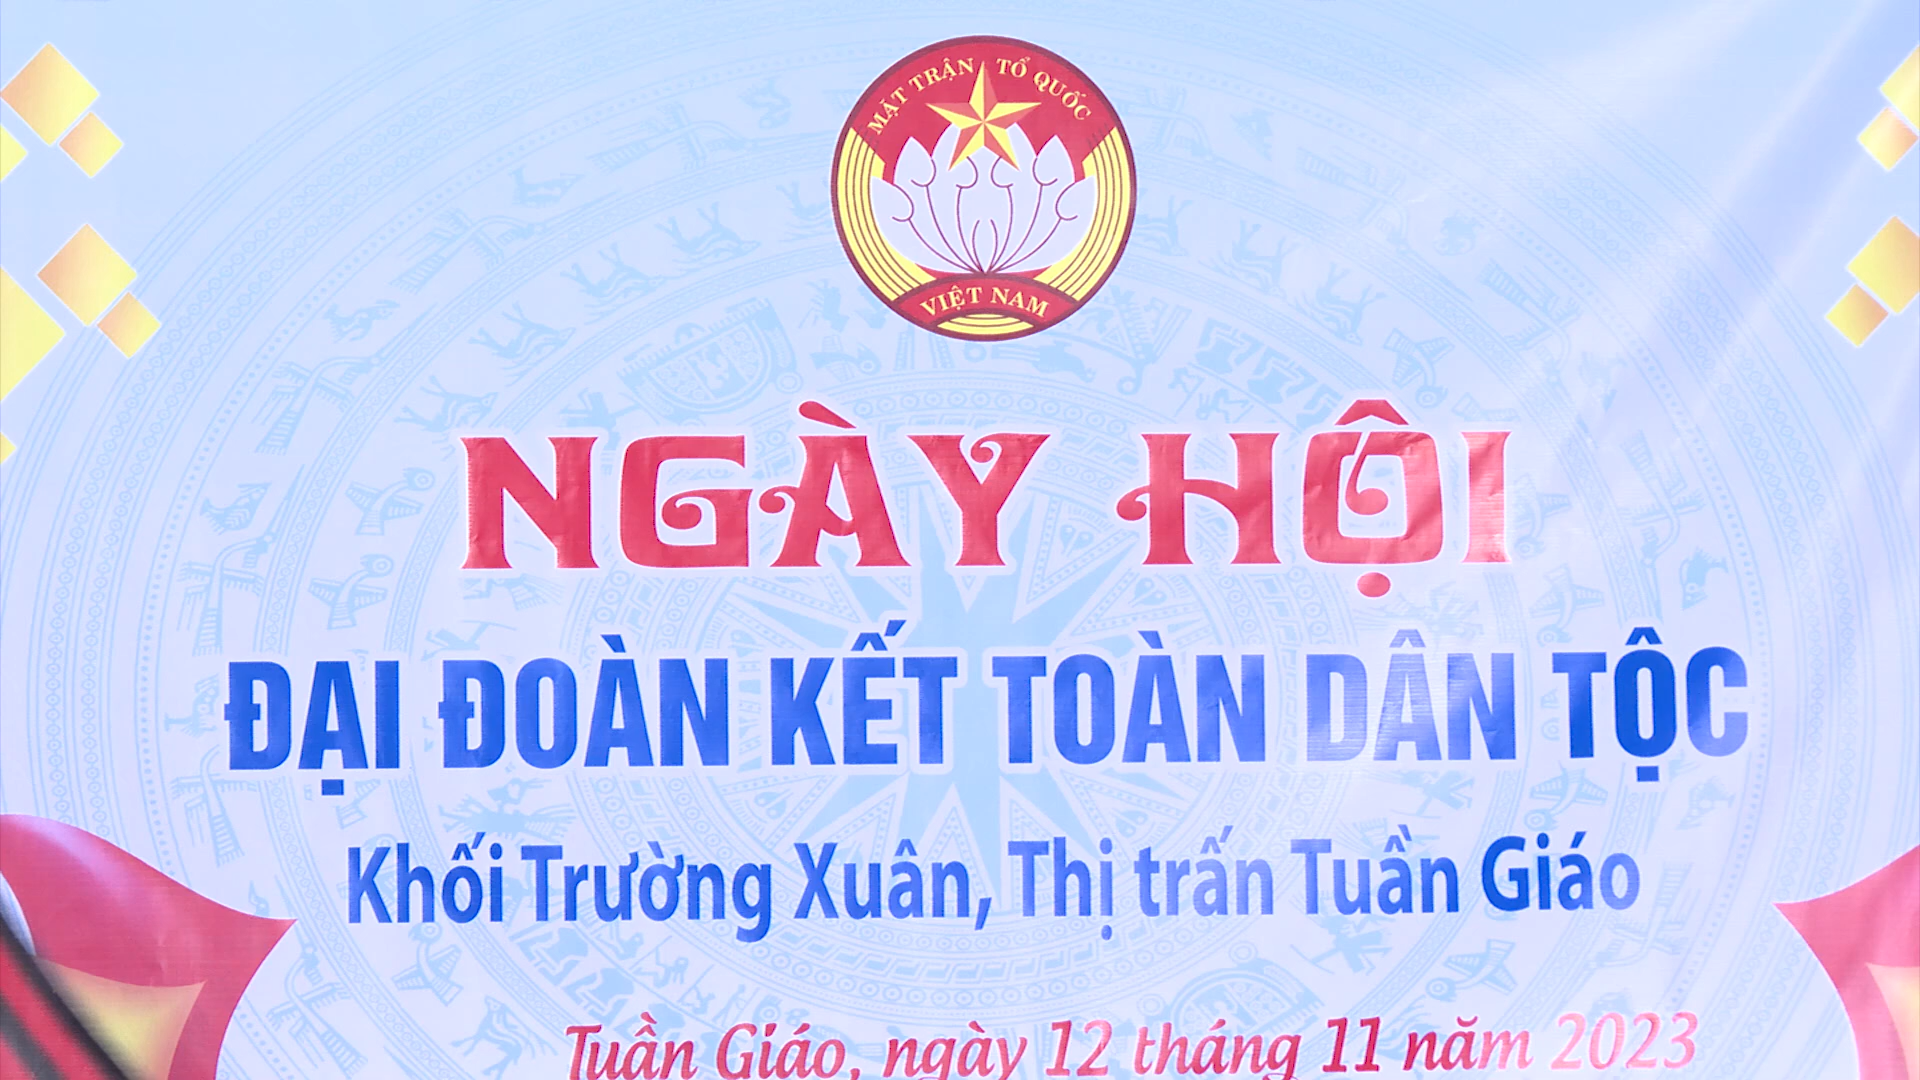 MẶT TRẬN TỔ QUỐC
VIỆT NAM
NGÀY HỘI
ĐẠI ĐOÀN KẾT TOÀN DÂN TỘC
Khối Trường Xuân, Thị trấn Tuần Giáo
Tuần Giáo, ngày 12 tháng 11 năm 2023